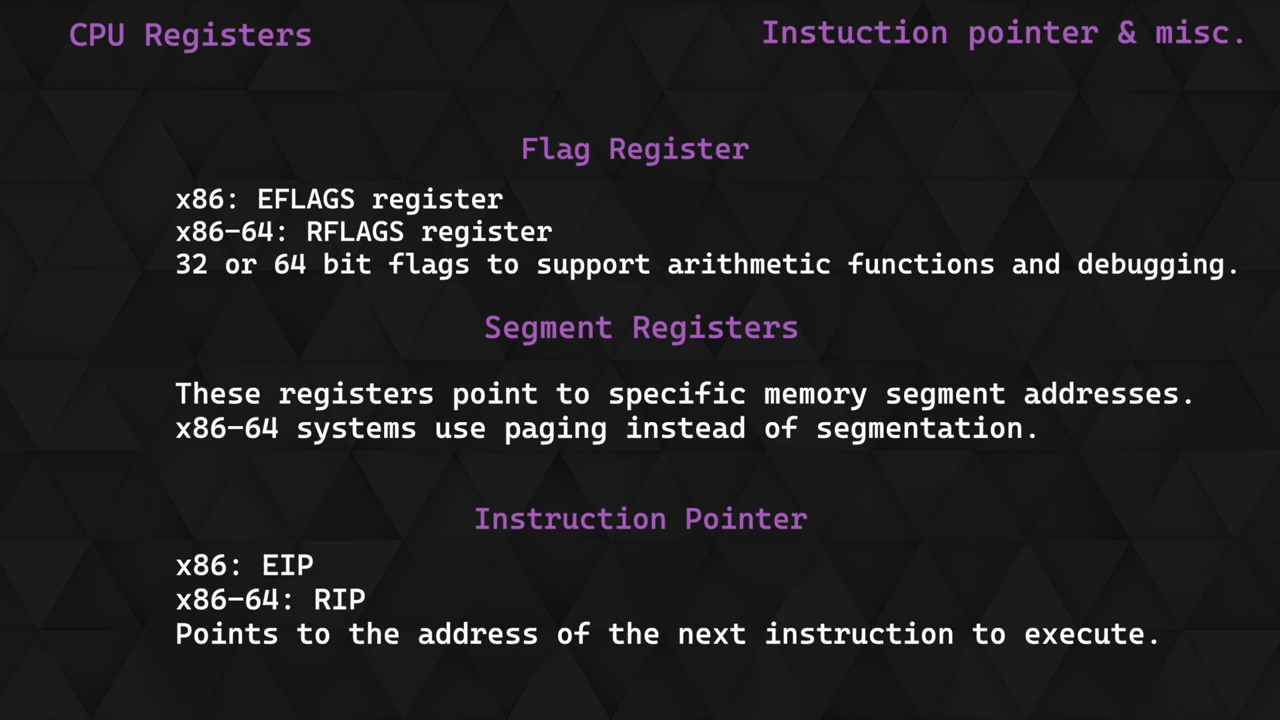 CPU Registers
Instuction pointer & misc.
Flag Register
x86: EFLAGS register
x86-64: RFLAGS register
32 or 64 bit flags to support arithmetic functions and debugging.
Segment Registers
These registers point to specific memory segment addresses.
x86-64 systems use paging instead of segmentation.
Instruction Pointer
x86: EIP
x86-64: RIP
Points to the address of the next instruction to execute.